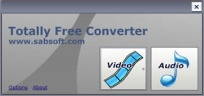 Totally Free Converter
www.sabsoft.com
Video
Audio
Options About